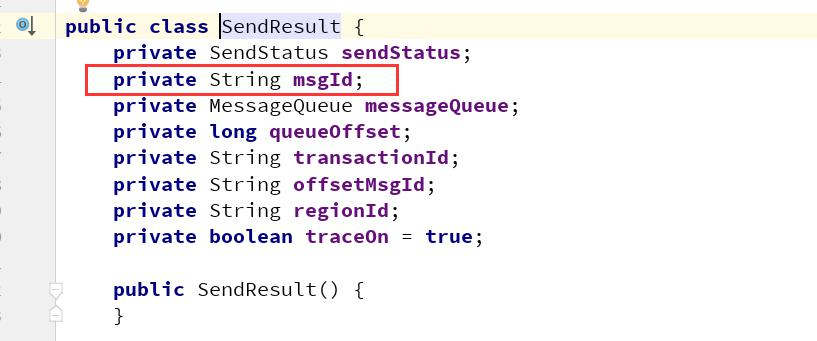 public class SendResult {
private SendStatus sendStatus;
private String msgId;
private MessageQueue messageQueue;
private long queueOffset;
private String transactionId;
private String offsetMsgId;
private String regionId;
private boolean traceOn = true;
public SendResult() {
}